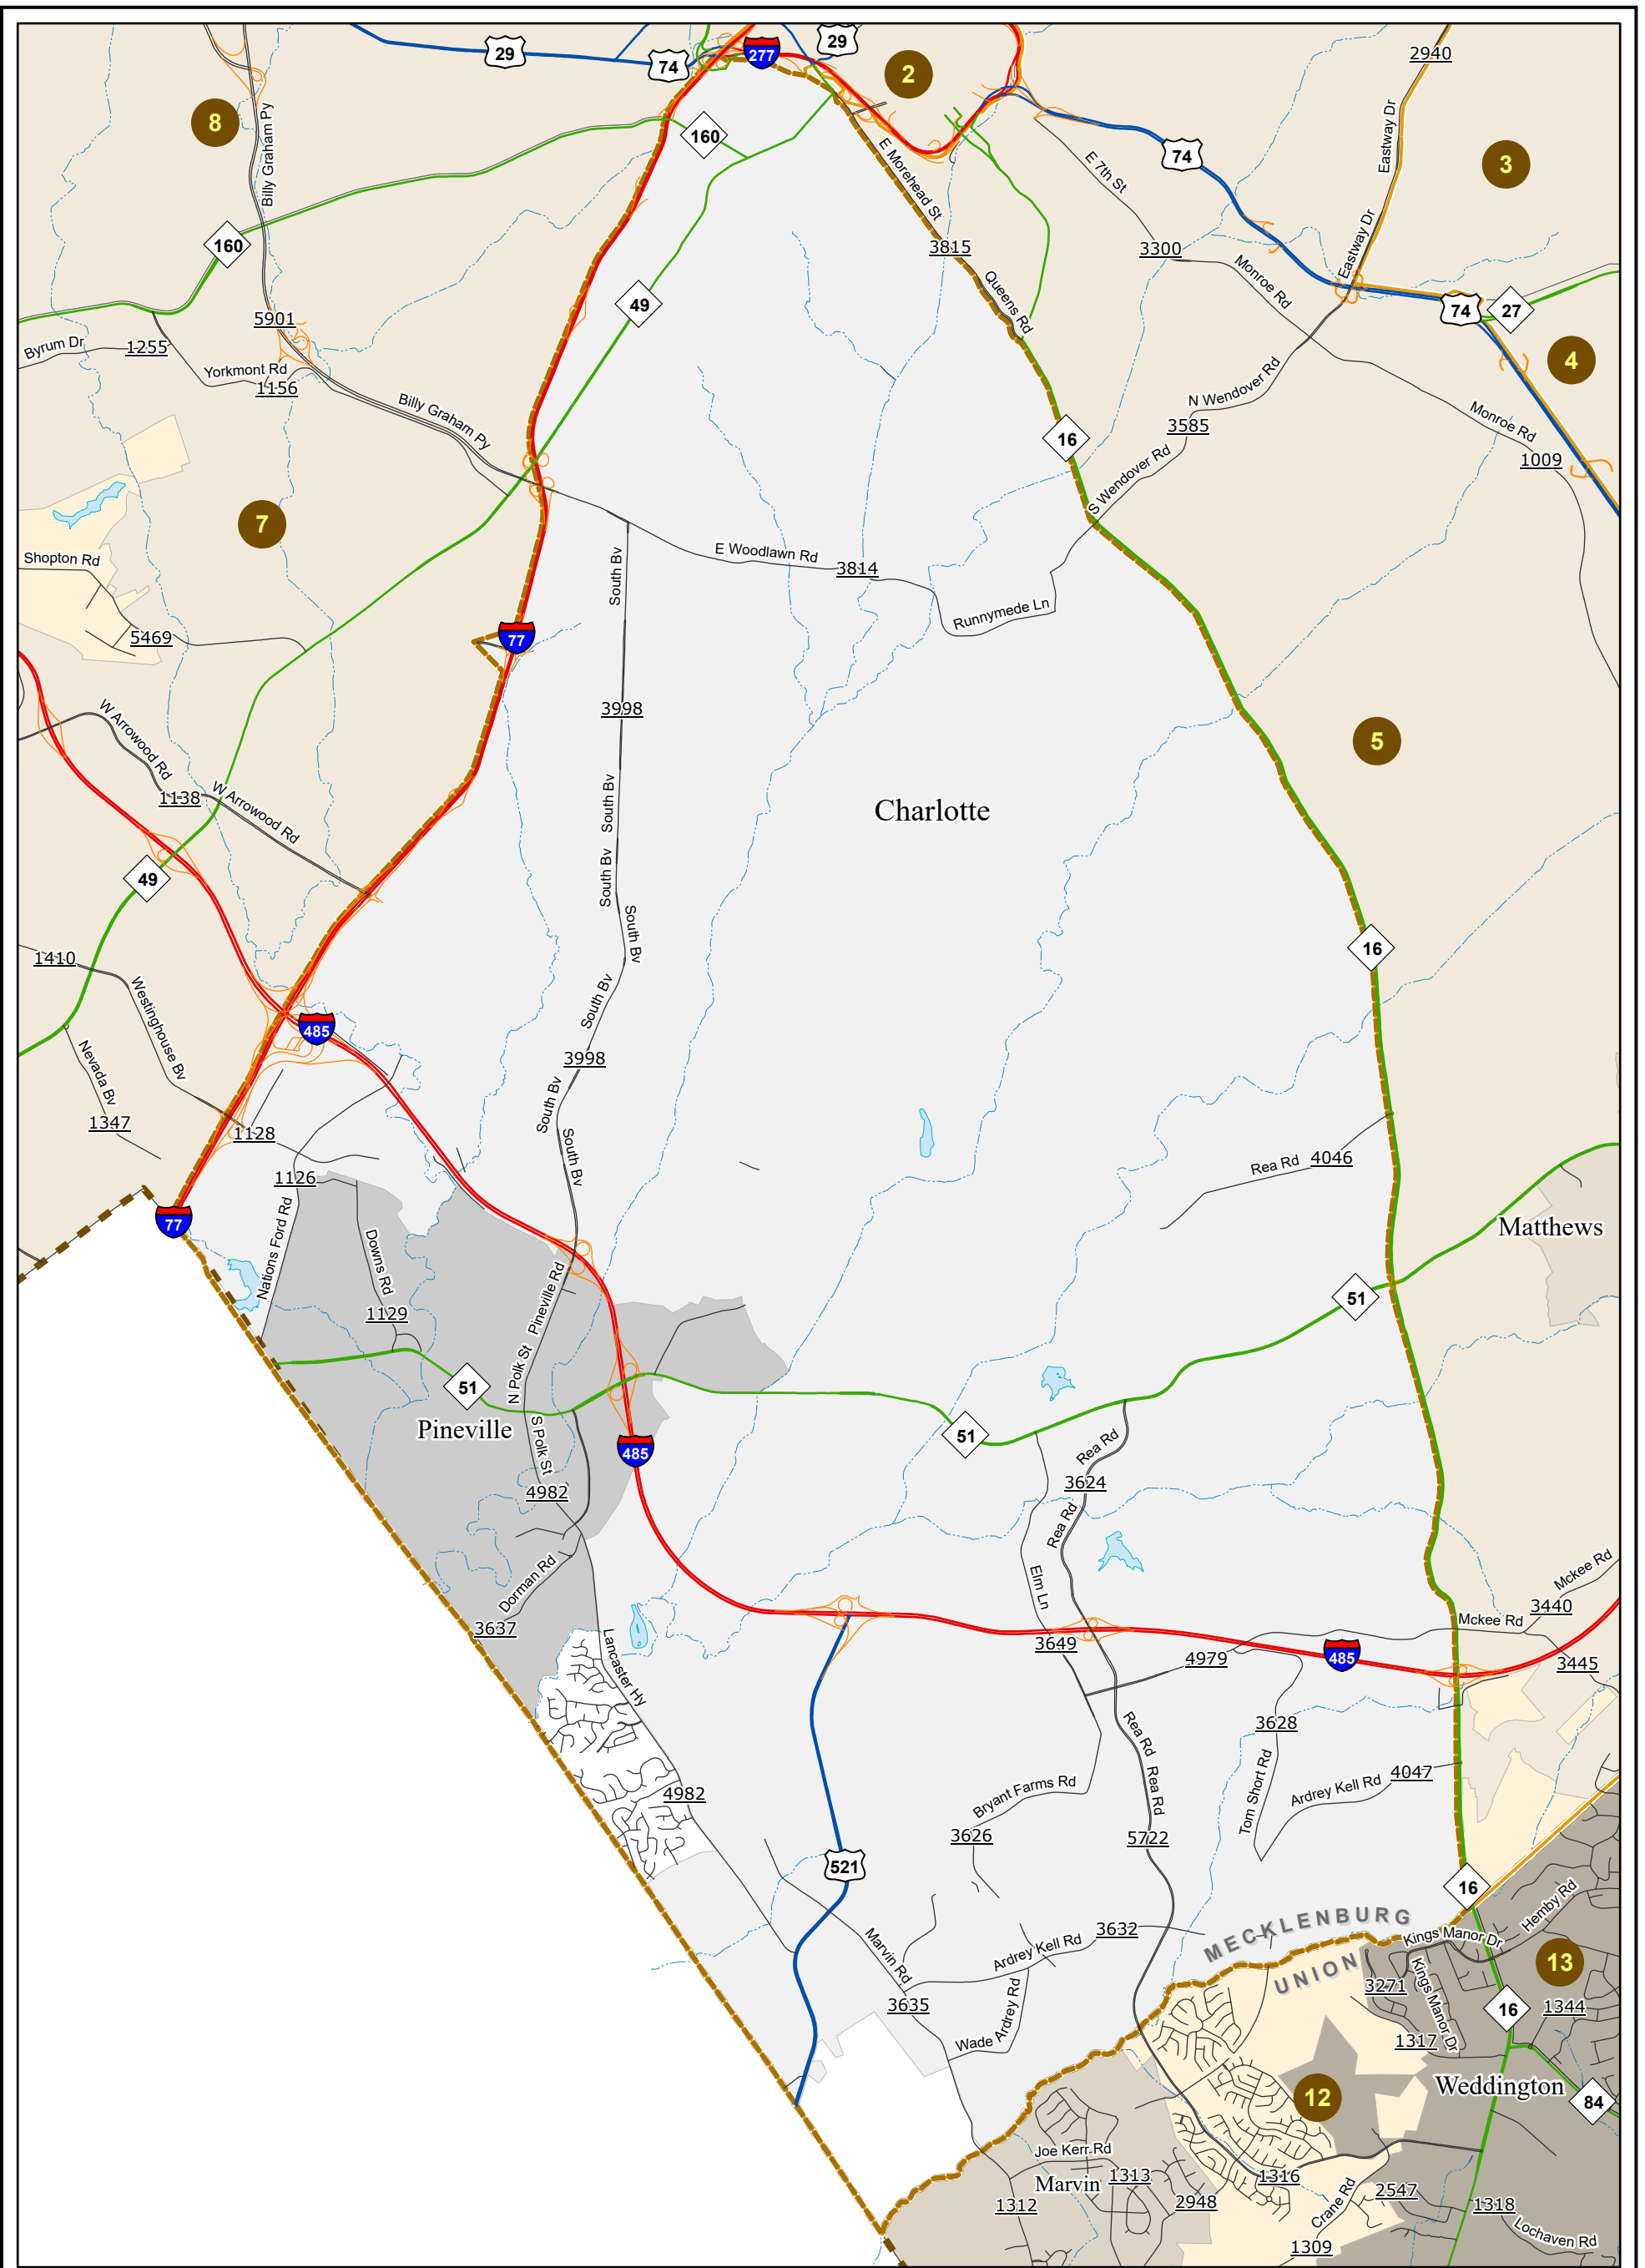 29
74
277
29
2
2940
8
Billy Graham Py
160
E Morehead St
E 7th St
74
Eastway Dr
3
160
3815
3300
Eastway Dr
Monroe Rd
Queens Rd
49
74
27
5901
Byrum Dr
1255
Yorkmont Rd
1156
4
Billy Graham Py
N Wendover Rd
3585
Monroe Rd
1009
16
S Wendover Rd
7
Shopton Rd
E Woodlawn Rd
3814
South Bv
Runnymede Ln
5469
77
3998
W Arrowood Rd
5
1138
W Arrowood Rd
South Bv
Charlotte
49
South Bv
South Bv
16
1410
Westinghouse Bv
South Bv
485
3998
Nevada Bv
South Bv
1347
1128
South Bv
Rea Rd
4046
1126
77
Nations Ford Rd
Downs Rd
Matthews
Pineville Rd
51
1129
N Polk St
51
Pineville
51
S Polk St
485
Rea Rd
3624
4982
Rea Rd
Dorman Rd
Elm Ln
Mckee Rd
3440
3637
Mckee Rd
Lancaster Hy
3649
4979
485
3445
3628
Rea Rd
Tom Short Rd
Bryant Farms Rd
Rea Rd
Ardrey Kell Rd
4047
4982
3626
5722
521
16
MECKLENBURG
Hemby Rd
3632
Marvin Rd
Ardrey Kell Rd
Kings Manor Dr
UNION
13
3271
Kings Manor Dr
3635
16
1344
Wade Ardrey Rd
1317
12
Weddington
84
Joe Kerr Rd
Marvin
1313
1316
1312
2948
Crane Rd
2547
1318
Lochaven Rd
1309